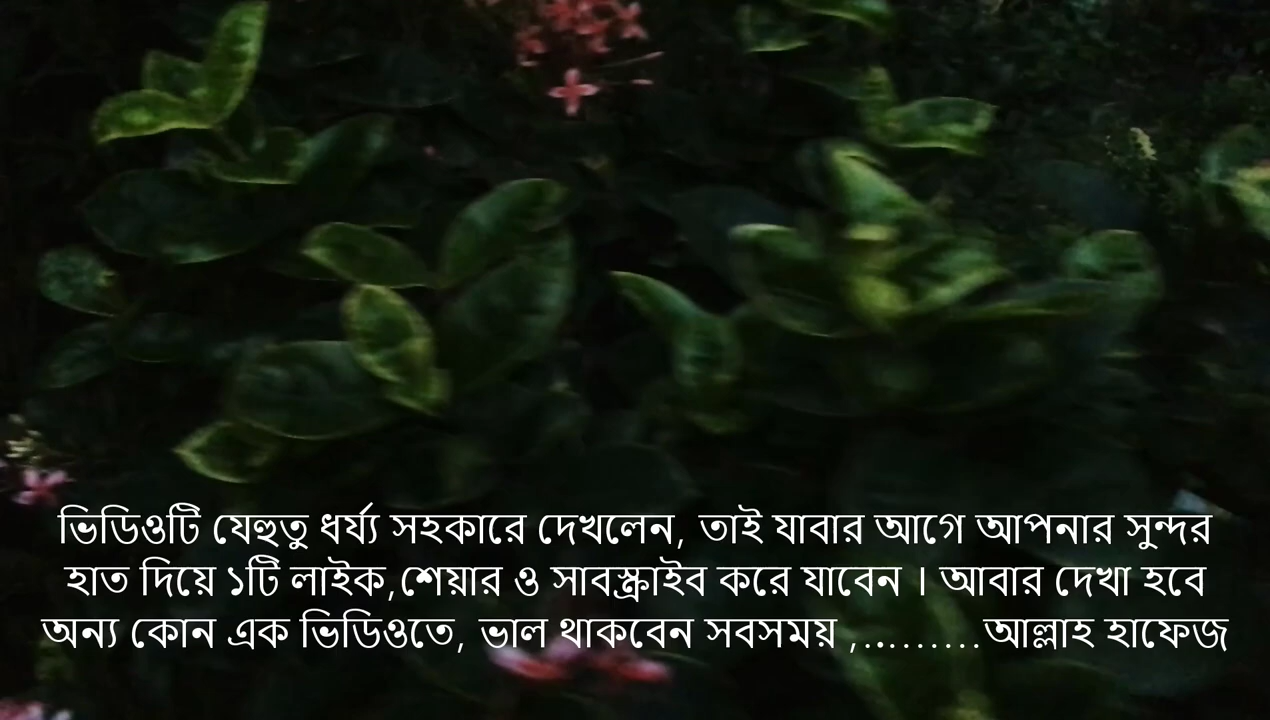 ভিডিওটি যেহুতু ধর্য্য সহকারে দেখলেন, তাই যাবার আগে আপনার সুন্দর
হাত দিয়ে ১টি লাইক,শেয়ার ও সাবস্ক্রাইব করে যাবেন । আবার দেখা হবে
অন্য কোন এক ভিডিওতে, ভাল থাকবেন সবসময় ,.........আল্লাহ হাফেজ